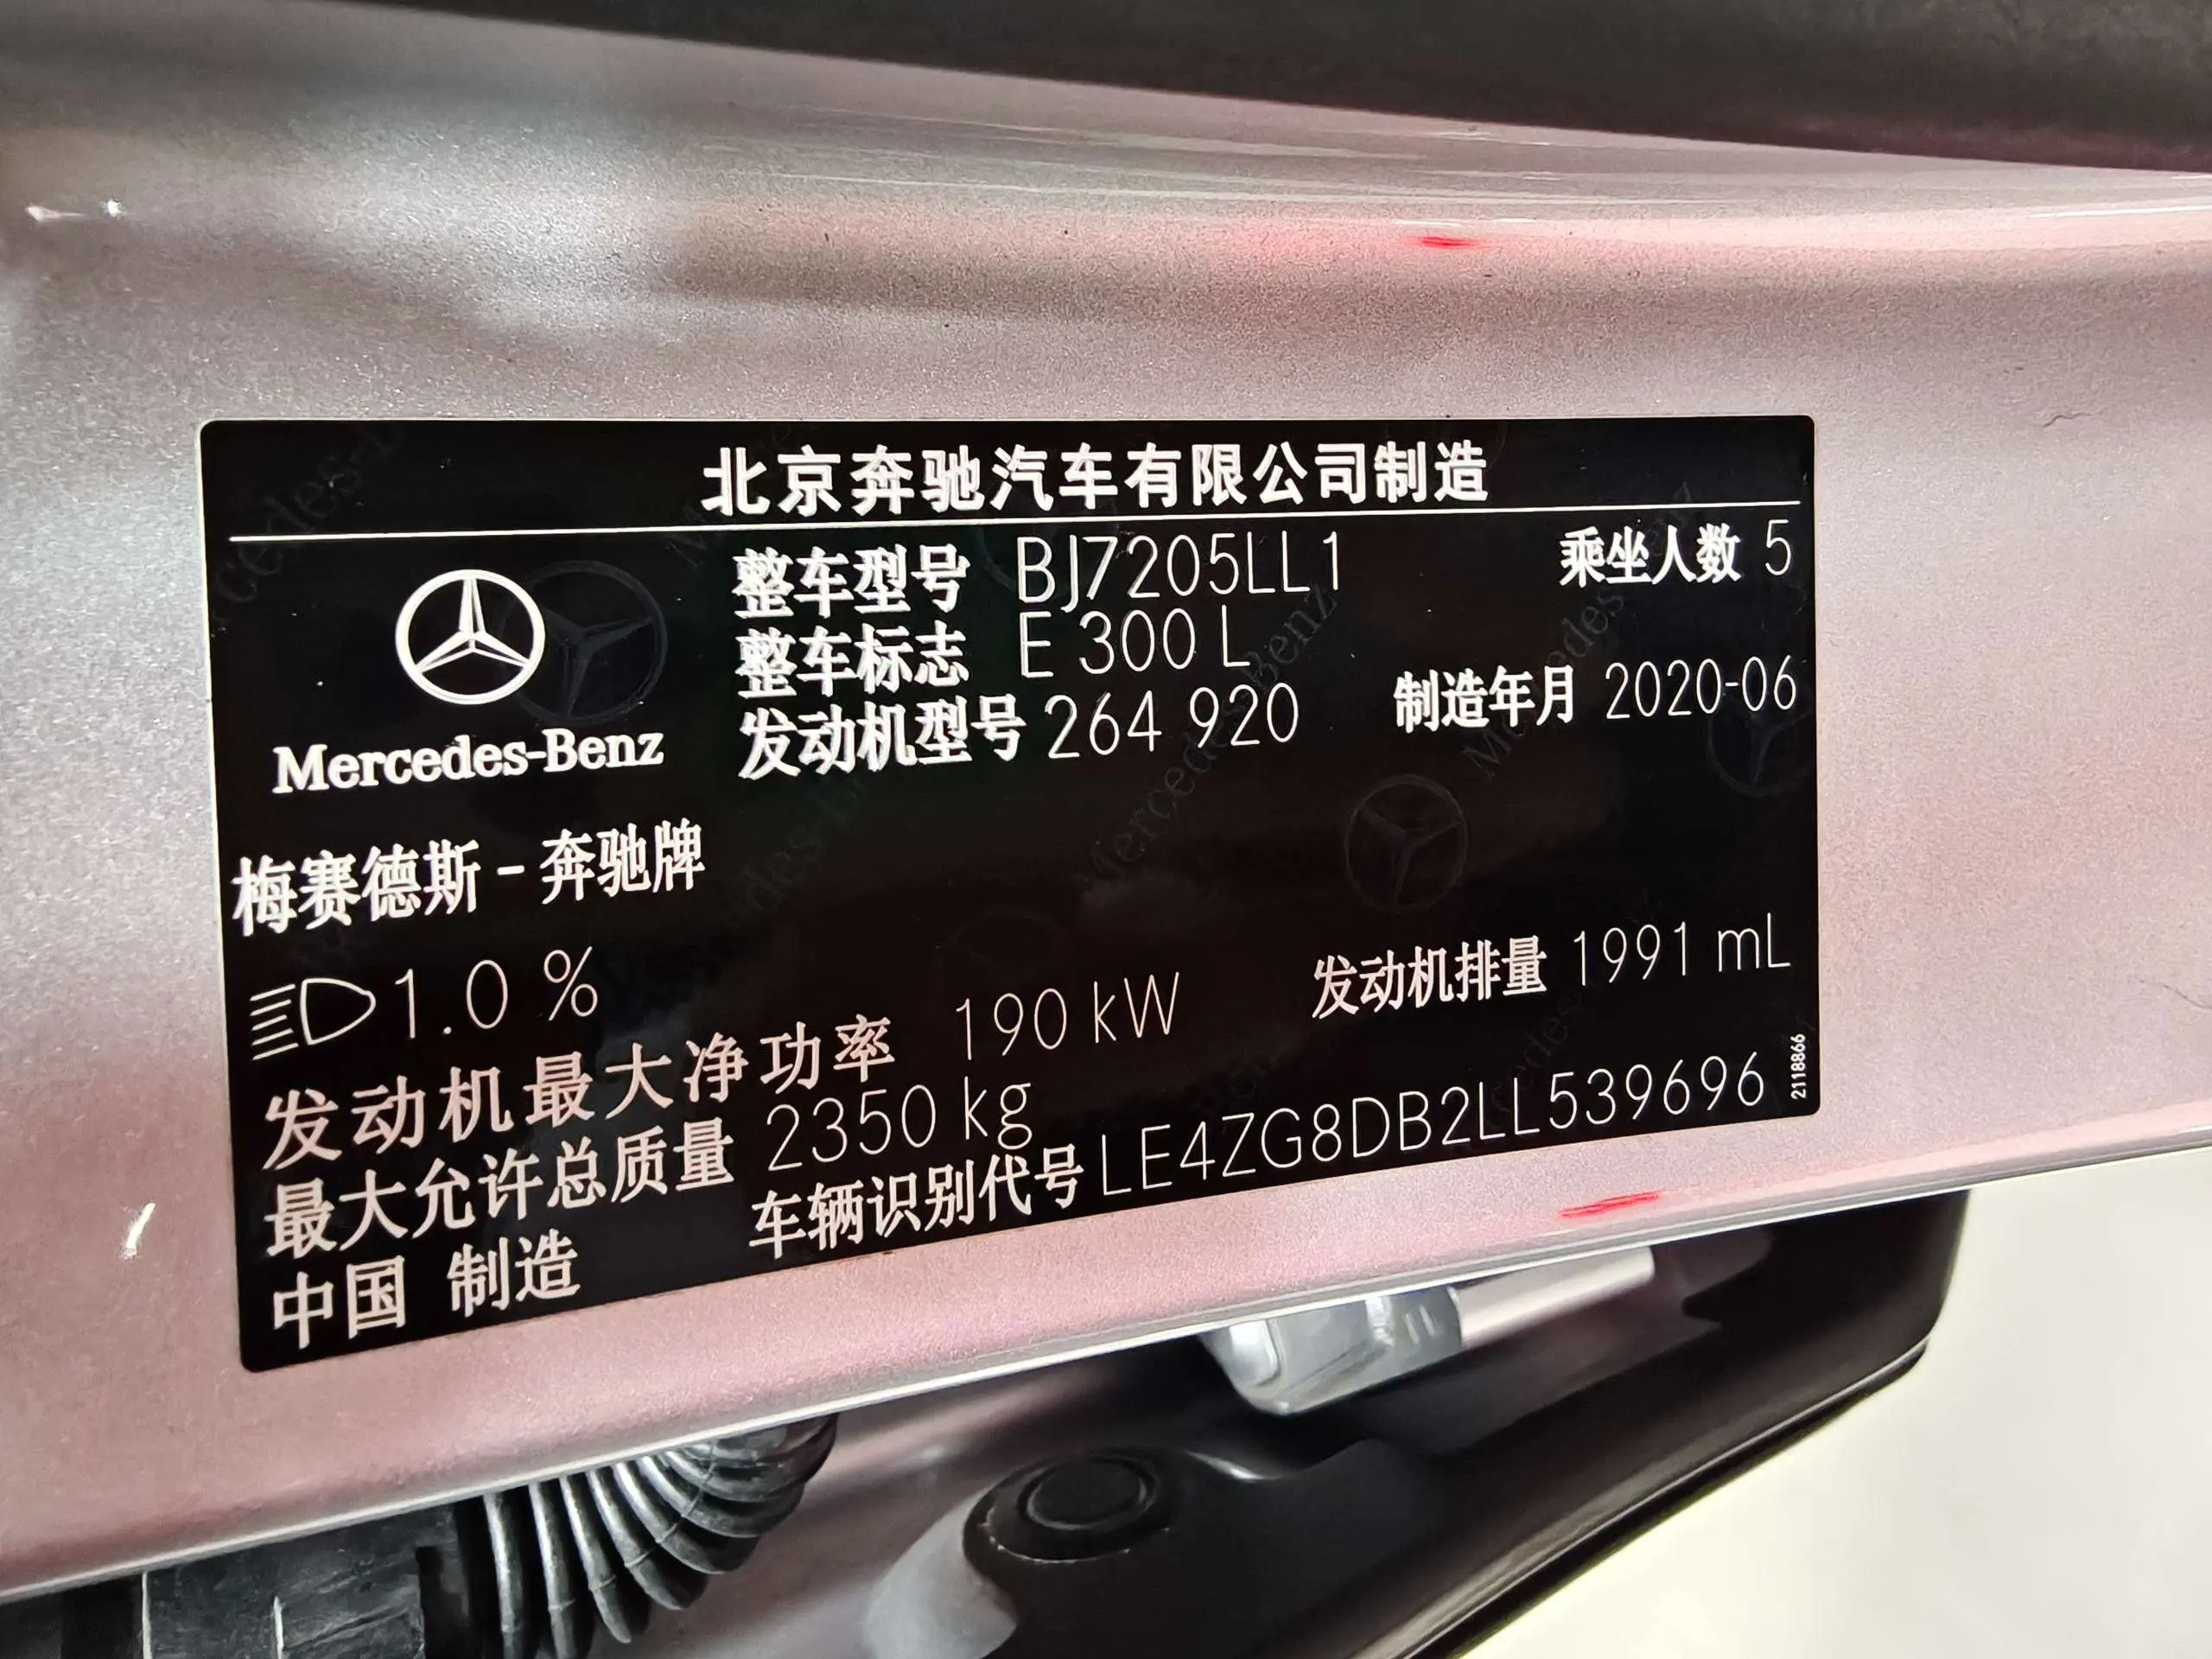 北京奔驰汽车有限公司制造
整车型号 BJ7205LL1 乘坐人数 5
整车标志 E 300 L
发动机型号 264 920 制造年月 2020-06
Mercedes-Benz
梅赛德斯-奔驰牌
1.0 %
发动机最大净功率 190 kW 发动机排量 1991 mL
最大允许总质量 2350 kg
中国 制造 车辆识别代号 LE4ZG8DB2LL539696
2118866